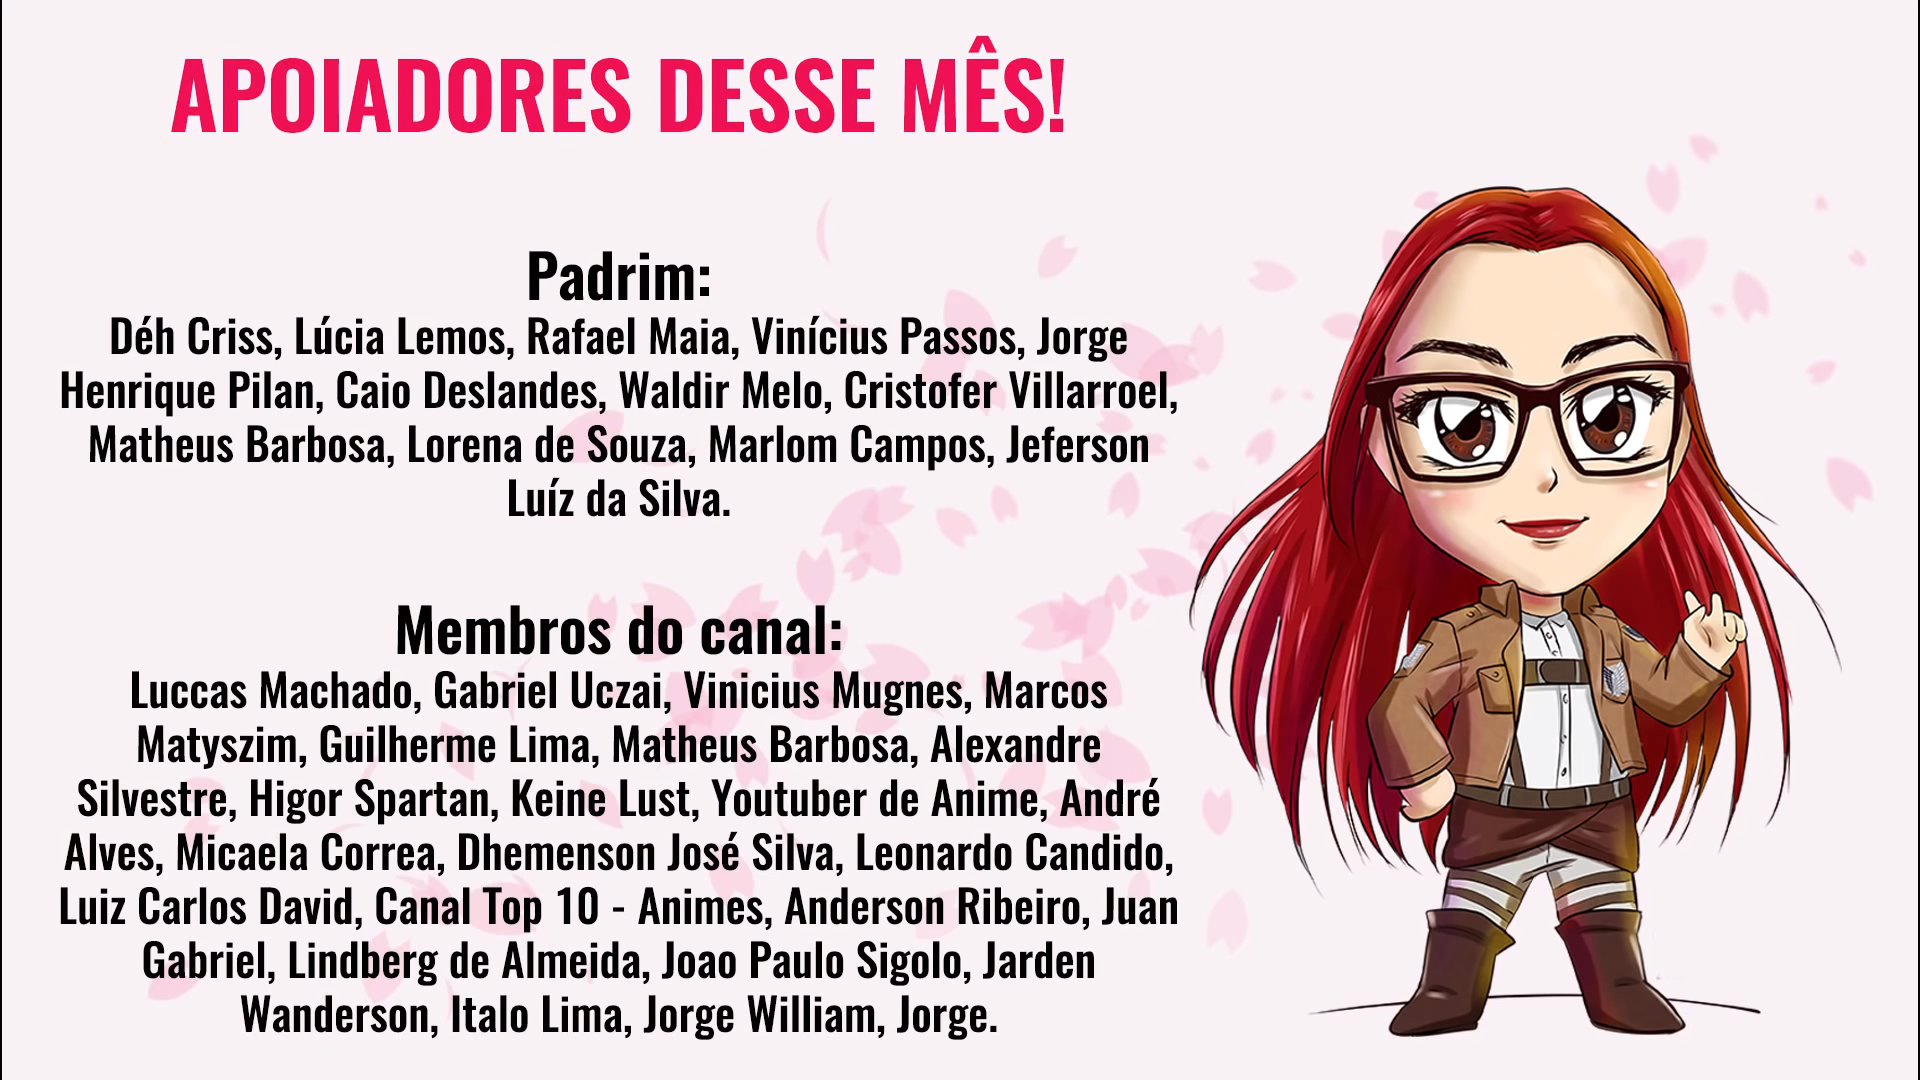 APOIADORES DESSE MÊS!
Padrim:
Déh Criss, Lúcia Lemos, Rafael Maia, Vinícius Passos, Jorge
Henrique Pilan, Caio Deslandes, Waldir Melo, Cristofer Villarroel,
Matheus Barbosa, Lorena de Souza, Marlom Campos, Jeferson
Luíz da Silva.
Membros do canal:
Luccas Machado, Gabriel Uczai, Vinicius Mugnes, Marcos
Matyszim, Guilherme Lima, Matheus Barbosa, Alexandre
Silvestre, Higor Spartan, Keine Lust, Youtuber de Anime, André
Alves, Micaela Correa, Dhemenson José Silva, Leonardo Candido,
Luiz Carlos David, Canal Top 10 - Animes, Anderson Ribeiro, Juan
Gabriel, Lindberg de Almeida, Joao Paulo Sigolo, Jarden
Wanderson, Italo Lima, Jorge William, Jorge.